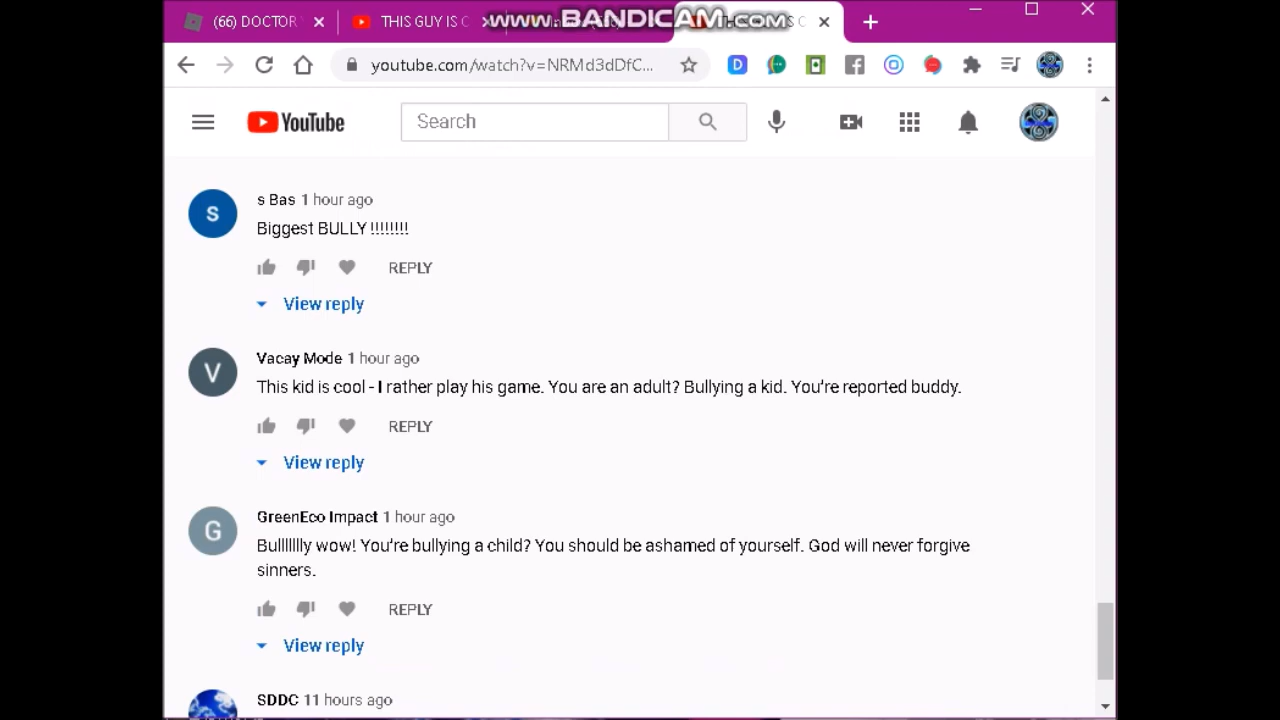 (66) DOCTOR
THIS GUY IS C
www.BANDICAM.com
youtube.com/watch?v=NRMd3dDfC...
YouTube
Search
s Bas 1 hour ago
Biggest BULLY !!!!!!!!
REPLY
View reply
Vacay Mode 1 hour ago
This kid is cool - I rather play his game. You are an adult? Bullying a kid. You're reported buddy.
REPLY
View reply
GreenEco Impact 1 hour ago
Bullllllly wow! You're bullying a child? You should be ashamed of yourself. God will never forgive
sinners.
REPLY
View reply
SDDC 11 hours ago